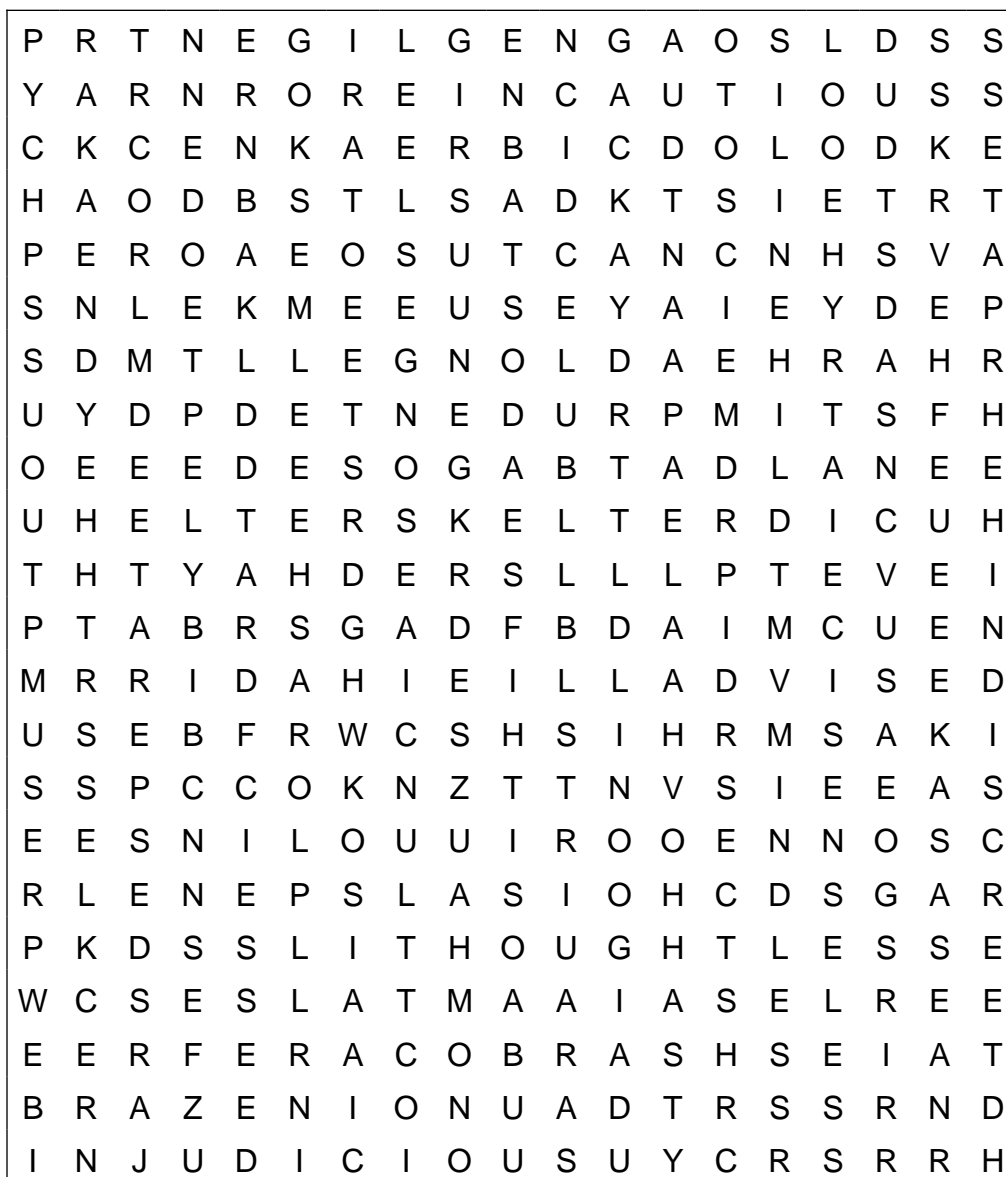 P R T N E G I L G E N G A O S L D S S
Y A R N R O R E I N C A U T I O U S S
C K C E N K A E R B I C D O L O D K E
H A O D B S T L S A D K T S I E T R T
P E R O A E O S U T C A N C N H S V A
S N L E K M E E U S E Y A I E Y D E P
S D M T L L E G N O L D A E H R A H R
U Y D P D E T N E D U R P M I T S F H
O E E E D E S O G A B T A D L A N E E
U H E L T E R S K E L T E R D I C U H
T H T Y A H D E R S L L L P T E V E I
P T A B R S G A D F B D A I M C U E N
M R R I D A H I E I L L A D V I S E D
U S E B F R W C S H S I H R M S A K I
S S P C C O K N Z T T N V S I E E A S
E E S N I L O U U I R O O E N N O S C
R L E N E P S L A S I O H C D S G A R
P K D S S L I T H O U G H T L E S S E
W C S E S L A T M A A I A S E L R E E
E E R F E R A C O B R A S H S E I A T
B R A Z E N I O N U A D T R S S R N D
I N J U D I C I O U S U Y C R S R R H